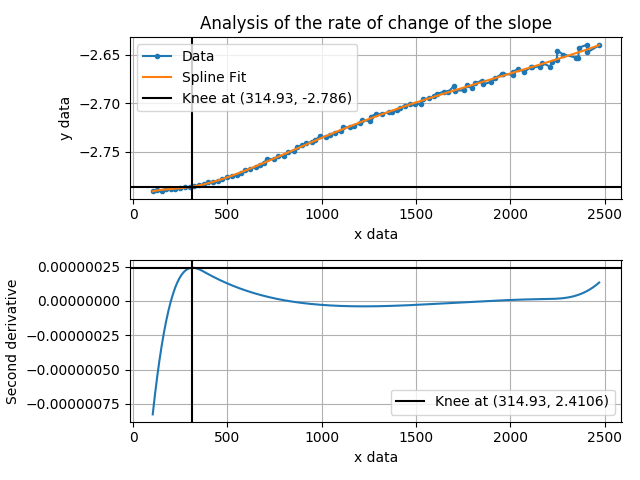 Analysis of the rate of change of the slope
y data
−2.65
−2.70
−2.75
Data
Spline Fit
Knee at (314.93, -2.786)
0
500
1000
1500
2000
2500
x data
Second derivative
0.00000025
0.00000000
−0.00000025
−0.00000050
−0.00000075
Knee at (314.93, 2.4106)
0
500
1000
1500
2000
2500
x data